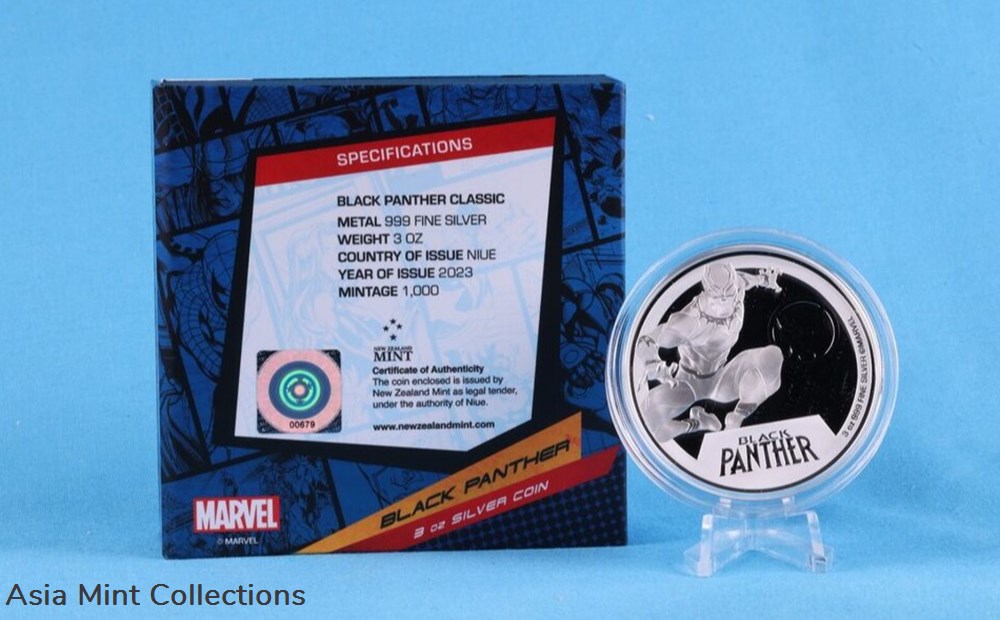 SPECIFICATIONS
BLACK PANTHER CLASSIC
METAL 999 FINE SILVER
WEIGHT 3 OZ
COUNTRY OF ISSUE NIUE
YEAR OF ISSUE 2023
MINTAGE 1,000
NEW ZEALAND
MINT
Certificate of Authenticity
The coin enclosed is issued by
New Zealand Mint as legal tender,
under the authority of Niue.
www.newzealandmint.com
00679
BLACK PANTHER
3 oz SILVER COIN
MARVEL
© MARVEL
BLACK
PANTHER
3 oz 999 FINE SILVER ©MARVEL
Asia Mint Collections